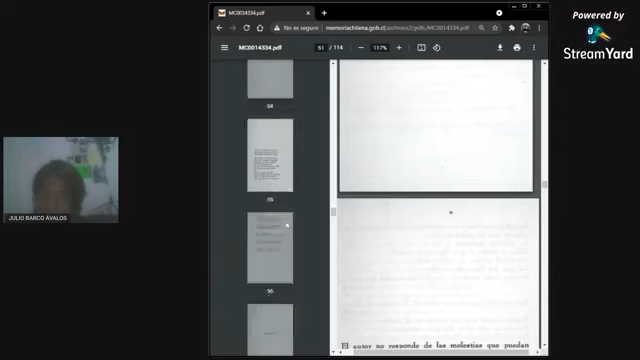 Powered by
StreamYard
MC0014334.pdf
No es seguro
memoriachilena.gob.cl/archivos2/pdfs/MC0014334.pdf
MC0014334.pdf
51 / 114
117%
54
55
56
JULIO BARCO ÁVALOS
El autor no responde de las molestias que puedan